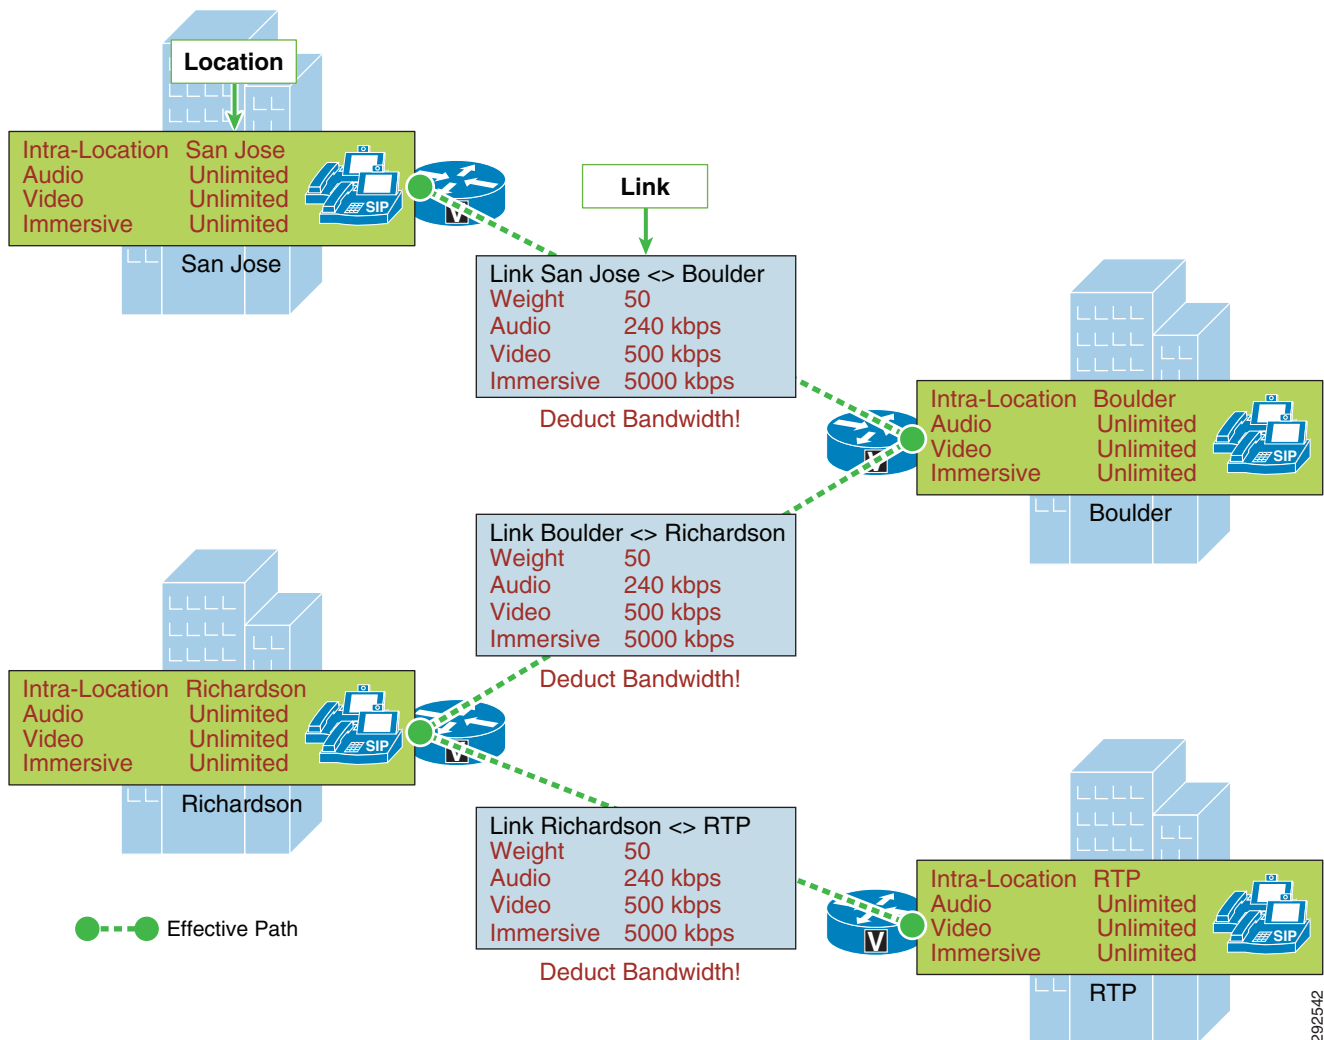 Location
Intra-Location San Jose
Audio Unlimited
Video Unlimited
Immersive Unlimited
SIP
V
San Jose
Link
Link San Jose <> Boulder
Weight 50
Audio 240 kbps
Video 500 kbps
Immersive 5000 kbps
Deduct Bandwidth!
Intra-Location Boulder
Audio Unlimited
Video Unlimited
Immersive Unlimited
SIP
V
Boulder
Link Boulder <> Richardson
Weight 50
Audio 240 kbps
Video 500 kbps
Immersive 5000 kbps
Deduct Bandwidth!
Intra-Location Richardson
Audio Unlimited
Video Unlimited
Immersive Unlimited
SIP
V
Richardson
Link Richardson <> RTP
Weight 50
Audio 240 kbps
Video 500 kbps
Immersive 5000 kbps
Deduct Bandwidth!
Intra-Location RTP
Audio Unlimited
Video Unlimited
Immersive Unlimited
SIP
V
RTP
Effective Path
292542